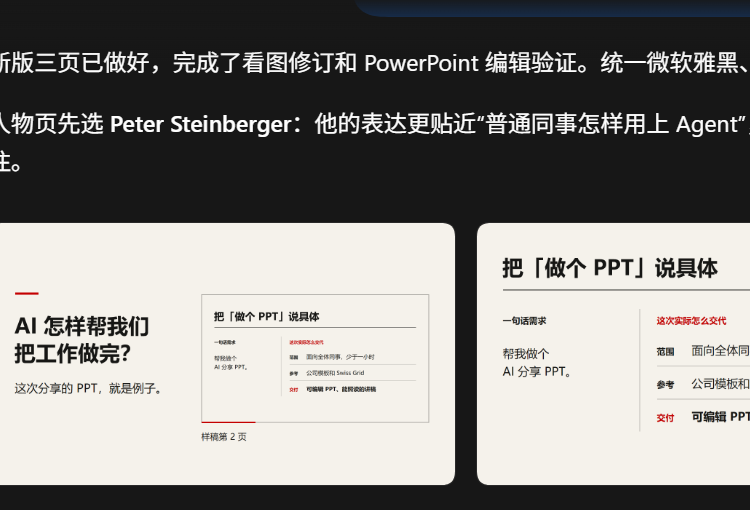 新版三页已做好，完成了看图修订和 PowerPoint 编辑验证。统一微软雅黑、
人物页先选 Peter Steinberger：他的表达更贴近“普通同事怎样用上 Agent”，
住。
AI 怎样帮我们
把工作做完？
这次分享的 PPT，就是例子。
把「做个 PPT」说具体
一句话需求
帮我做个
AI 分享 PPT。
这次实际怎么交代
范围 面向全体同事、少于一小时
参考 公司模板和 Swiss Grid
交付 可编辑 PPT、能照说的讲稿
样稿第 2 页
把「做个 PPT」说具体
一句话需求
帮我做个
AI 分享 PPT。
这次实际怎么交代
范围 面向全体同
参考 公司模板和
交付 可编辑 PPT